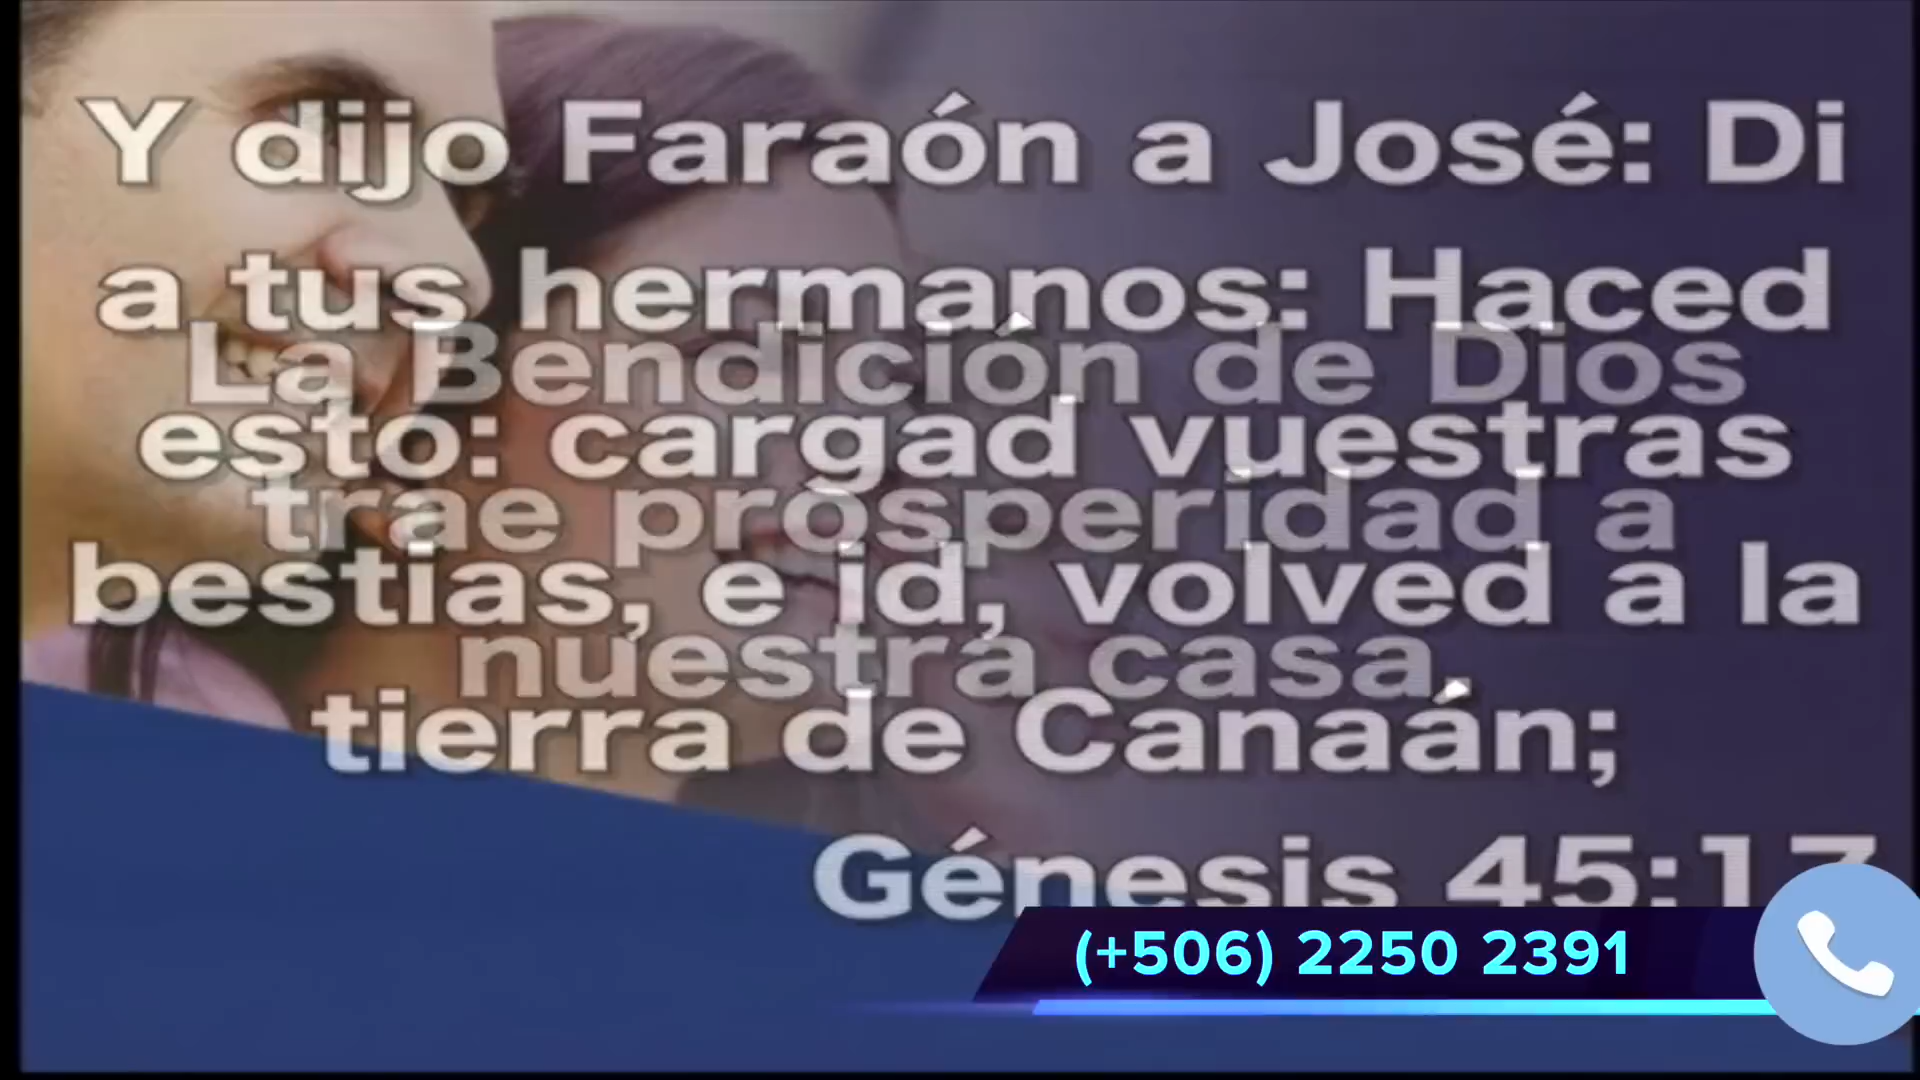 Y dijo Faraón a José: Di
a tus hermanos: Haced
esto: cargad vuestras
bestias, e id, volved a la
tierra de Canaán;
Génesis 45:17
La Bendición de Dios
trae prosperidad a
nuestra casa.
(+506) 2250 2391